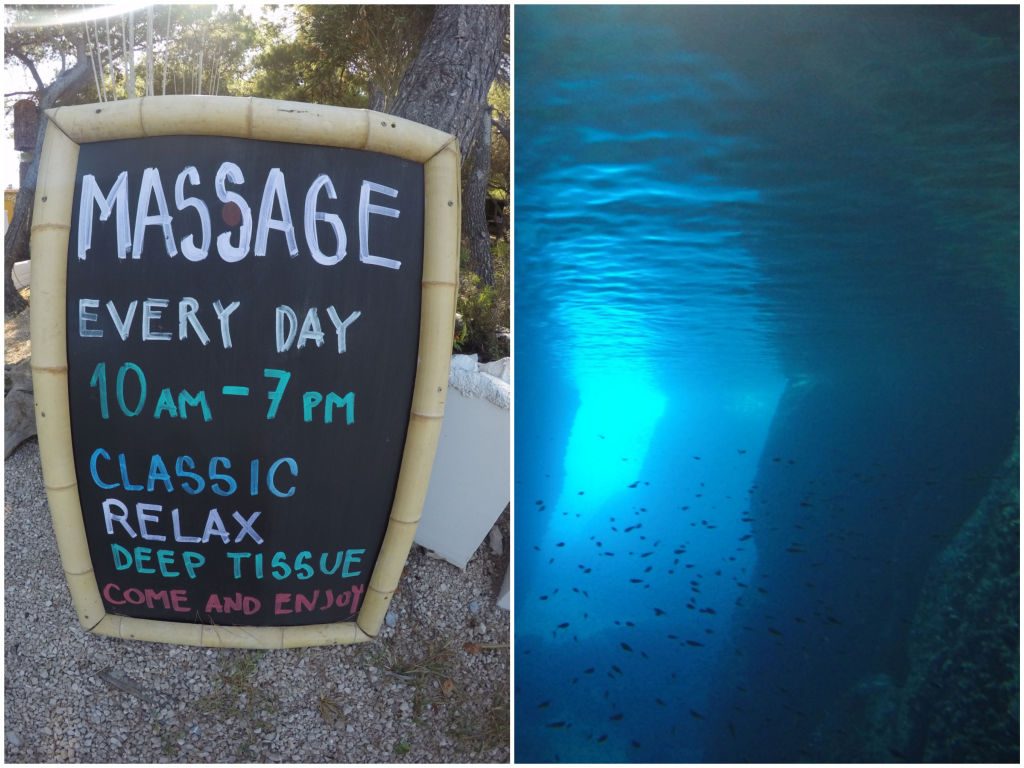 MASSAGE
EVERY DAY
10 AM - 7 PM
CLASSIC
RELAX
DEEP TISSUE
COME AND ENJOY